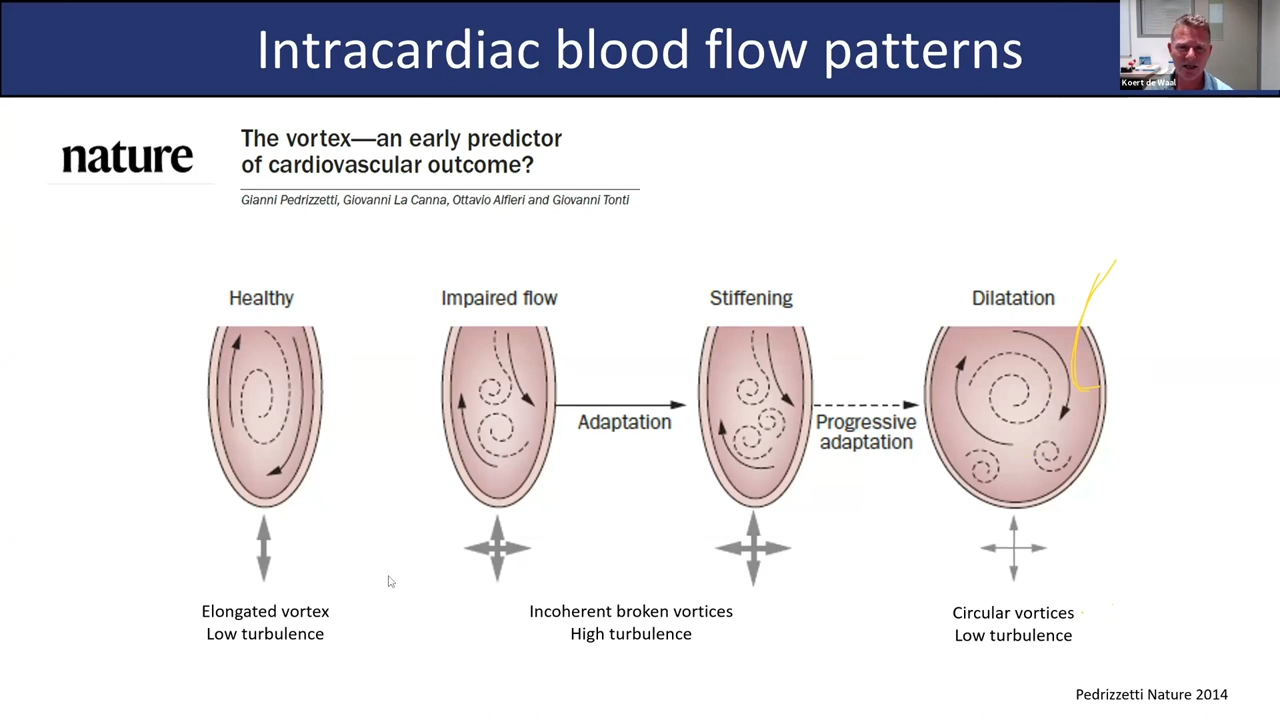 Intracardiac blood flow patterns
Koert de Waal
nature
The vortex—an early predictor
of cardiovascular outcome?
Gianni Pedrizzetti, Giovanni La Canna, Ottavio Alfieri and Giovanni Tonti
Healthy
Impaired flow
Stiffening
Dilatation
Adaptation
Progressive
adaptation
Elongated vortex
Low turbulence
Incoherent broken vortices
High turbulence
Circular vortices
Low turbulence
Pedrizzetti Nature 2014